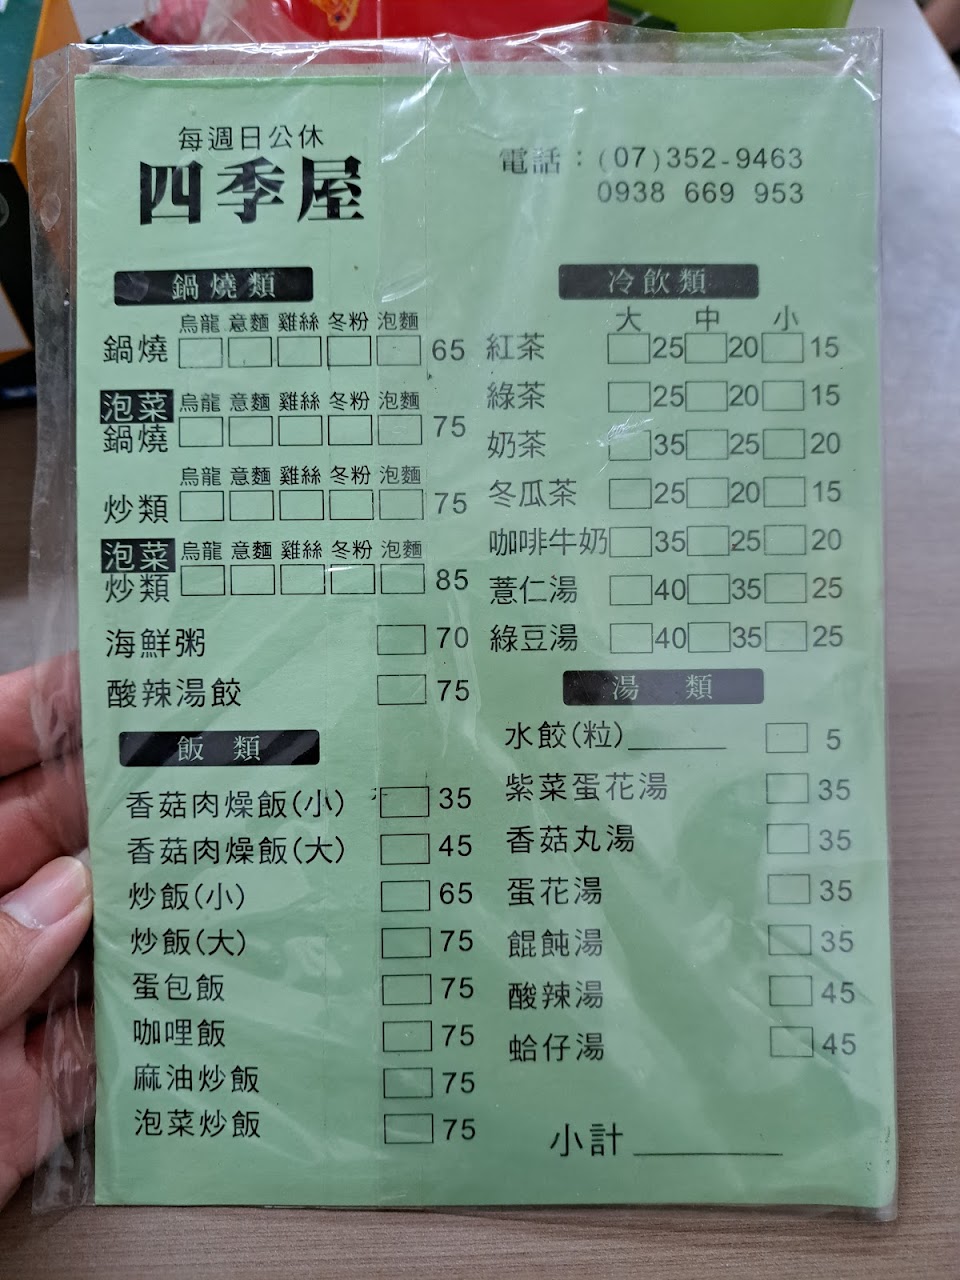 每週日公休
四季屋
電話：(07)352-9463
0938 669 953
鍋燒類
烏龍 意麵 雞絲 冬粉 泡麵
鍋燒 65
泡菜 烏龍 意麵 雞絲 冬粉 泡麵
鍋燒 75
烏龍 意麵 雞絲 冬粉 泡麵
炒類 75
泡菜 烏龍 意麵 雞絲 冬粉 泡麵
炒類 85
海鮮粥 70
酸辣湯餃 75
飯類
香菇肉燥飯(小) 35
香菇肉燥飯(大) 45
炒飯(小) 65
炒飯(大) 75
蛋包飯 75
咖哩飯 75
麻油炒飯 75
泡菜炒飯 75
冷飲類
大 中 小
紅茶 25 20 15
綠茶 25 20 15
奶茶 35 25 20
冬瓜茶 25 20 15
咖啡牛奶 35 25 20
薏仁湯 40 35 25
綠豆湯 40 35 25
湯類
水餃(粒)______ 5
紫菜蛋花湯 35
香菇丸湯 35
蛋花湯 35
餛飩湯 35
酸辣湯 45
蛤仔湯 45
小計________